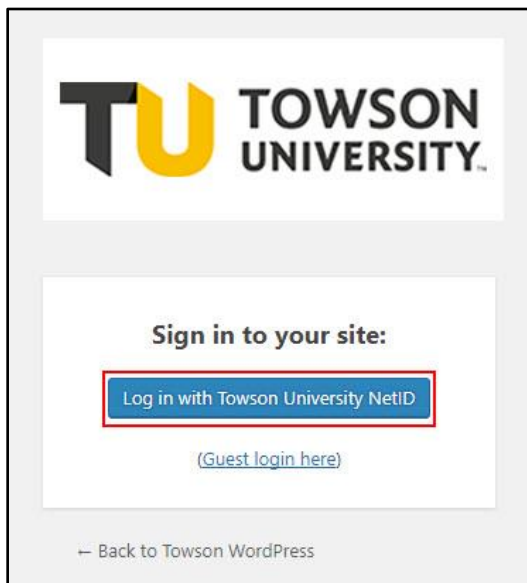 TU TOWSON
UNIVERSITY™
Sign in to your site:
Log in with Towson University NetID
(Guest login here)
← Back to Towson WordPress